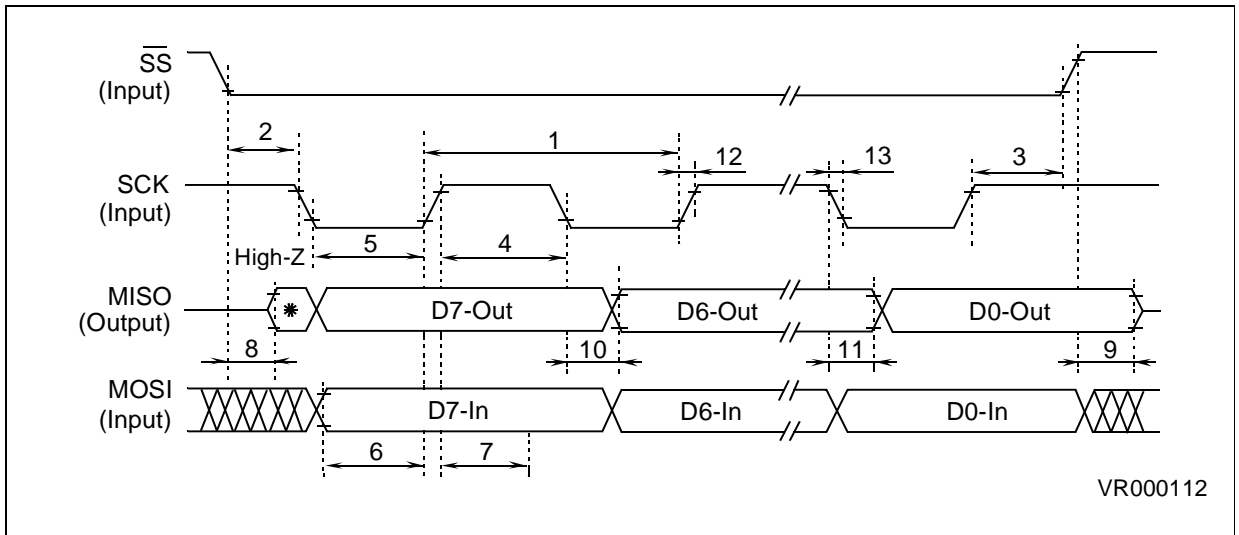 SS
(Input)
2
1
12
13
3
SCK
(Input)
5
4
High-Z
MISO
(Output)
*
D7-Out
D6-Out
D0-Out
8
10
11
9
MOSI
(Input)
D7-In
D6-In
D0-In
6
7
VR000112